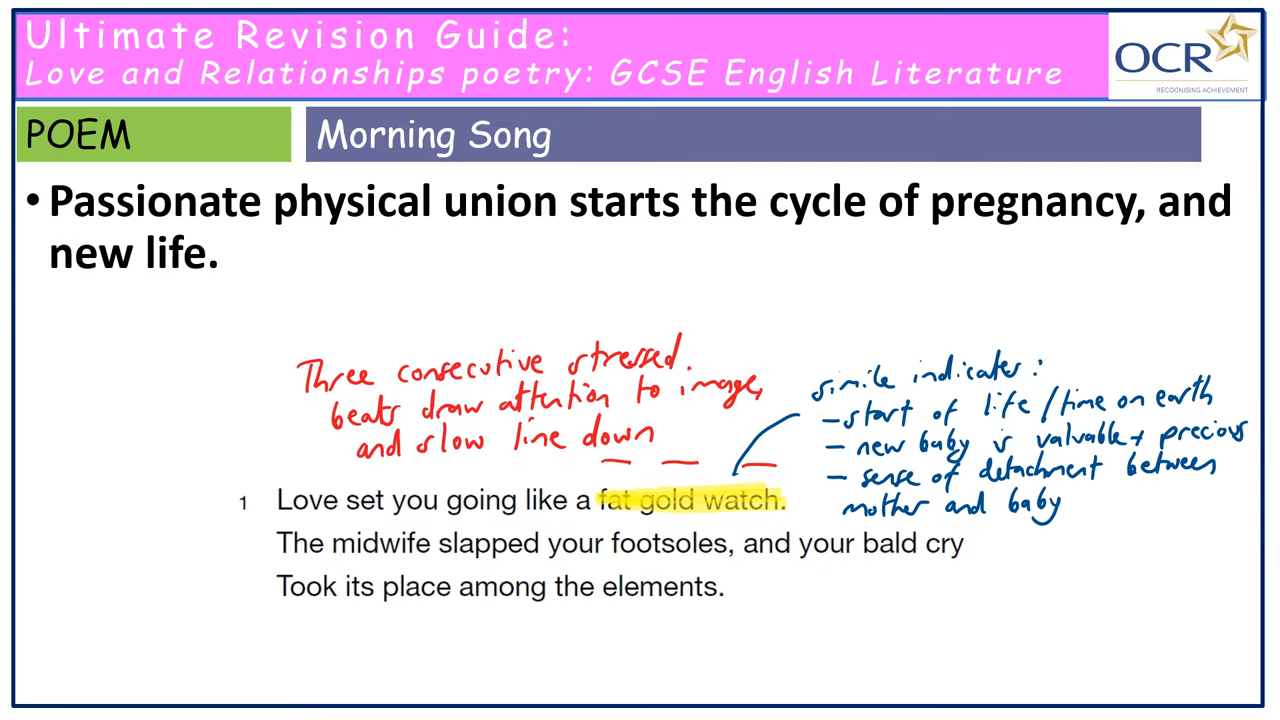 Ultimate Revision Guide:
Love and Relationships poetry: GCSE English Literature
OCR
RECOGNISING ACHIEVEMENT
POEM
Morning Song
• Passionate physical union starts the cycle of pregnancy, and
new life.
Three consecutive stressed
beats draw attention to image,
and slow line down
simile indicates:
- start of life/time on earth
- new baby is valuable + precious
- sense of detachment between
mother and baby
1 Love set you going like a fat gold watch.
The midwife slapped your footsoles, and your bald cry
Took its place among the elements.